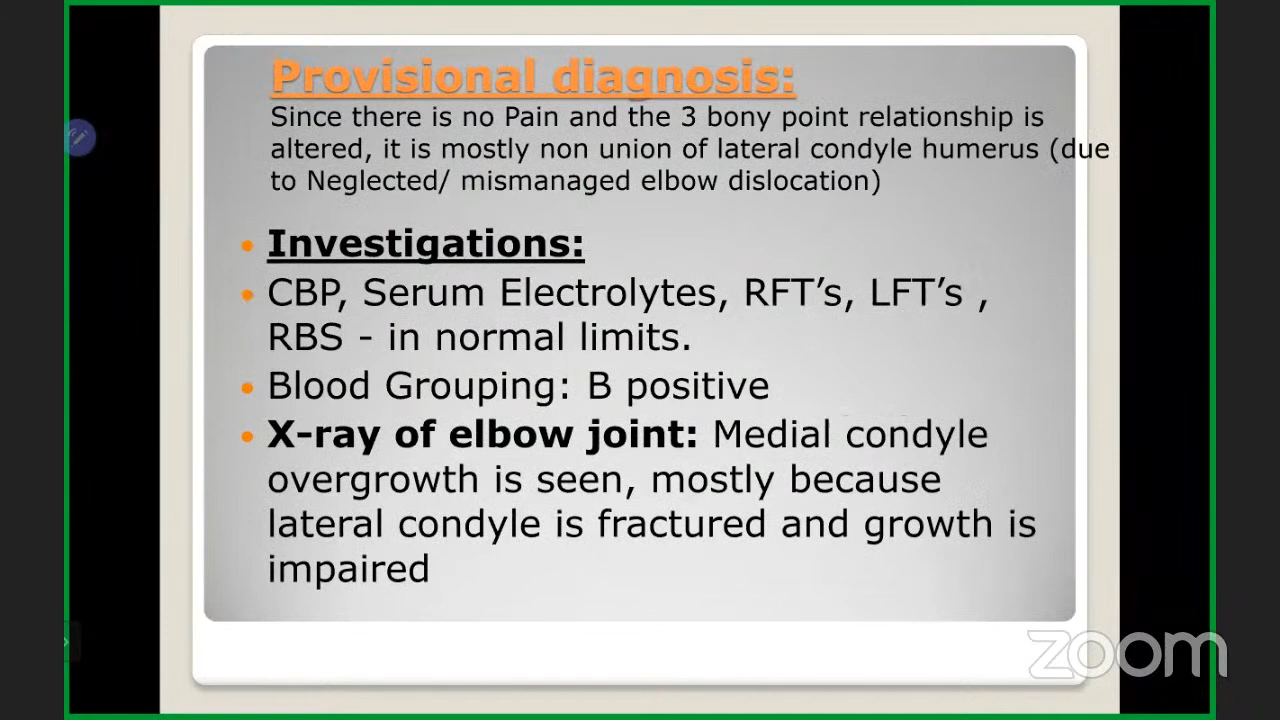 Provisional diagnosis:
Since there is no Pain and the 3 bony point relationship is
altered, it is mostly non union of lateral condyle humerus (due
to Neglected/ mismanaged elbow dislocation)
• Investigations:
• CBP, Serum Electrolytes, RFT’s, LFT’s ,
RBS - in normal limits.
• Blood Grouping: B positive
• X-ray of elbow joint: Medial condyle
overgrowth is seen, mostly because
lateral condyle is fractured and growth is
impaired
zoom